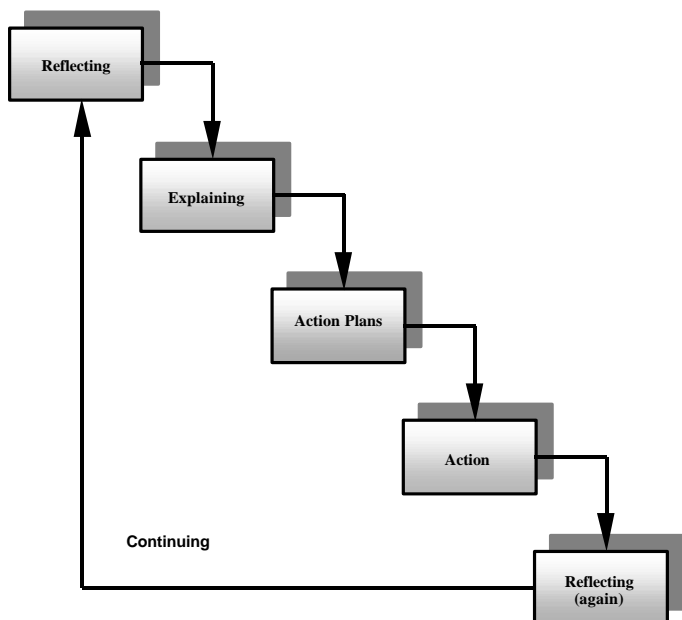 Reflecting
Explaining
Action Plans
Action
Continuing
Reflecting
(again)